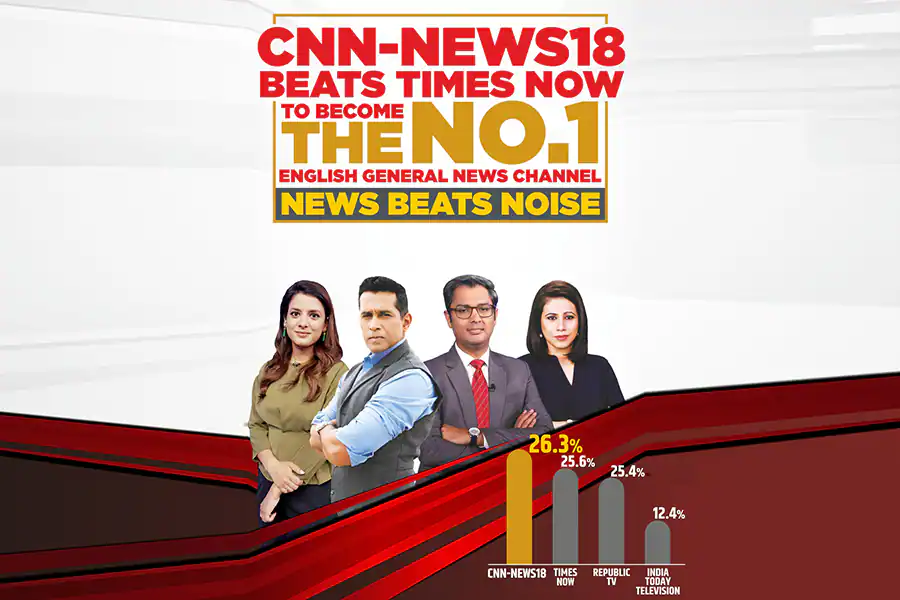 CNN-NEWS18
BEATS TIMES NOW
TO BECOME
THE NO.1
ENGLISH GENERAL NEWS CHANNEL
NEWS BEATS NOISE
26.3%
25.6%
25.4%
12.4%
CNN-NEWS18
TIMES
NOW
REPUBLIC
TV
INDIA
TODAY
TELEVISION